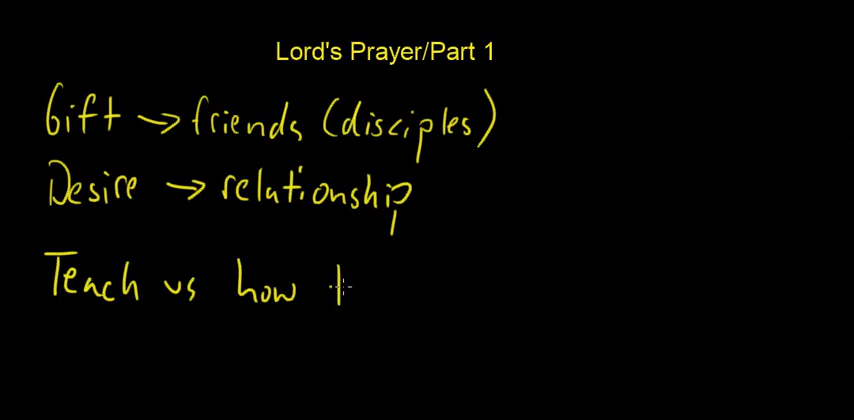 Lord's Prayer/Part 1
Gift → friends (disciples)
Desire → relationship
Teach us how